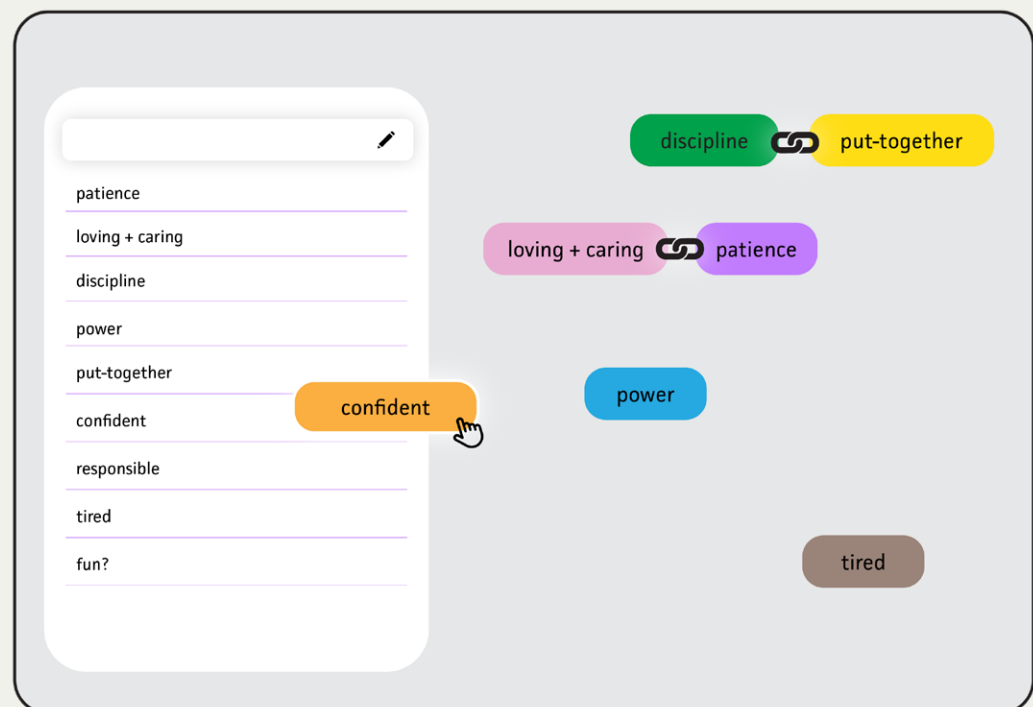 patience
loving + caring
discipline
power
put-together
confident
responsible
tired
fun?
confident
discipline
put-together
loving + caring
patience
power
tired